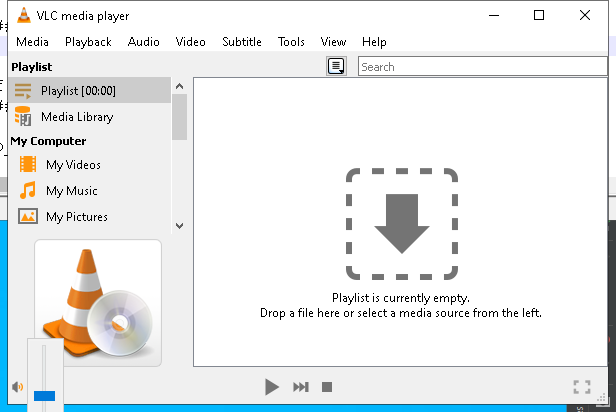 VLC media player
Media Playback Audio Video Subtitle Tools View Help
Playlist
Search
Playlist [00:00]
Media Library
My Computer
My Videos
My Music
My Pictures
Playlist is currently empty.
Drop a file here or select a media source from the left.